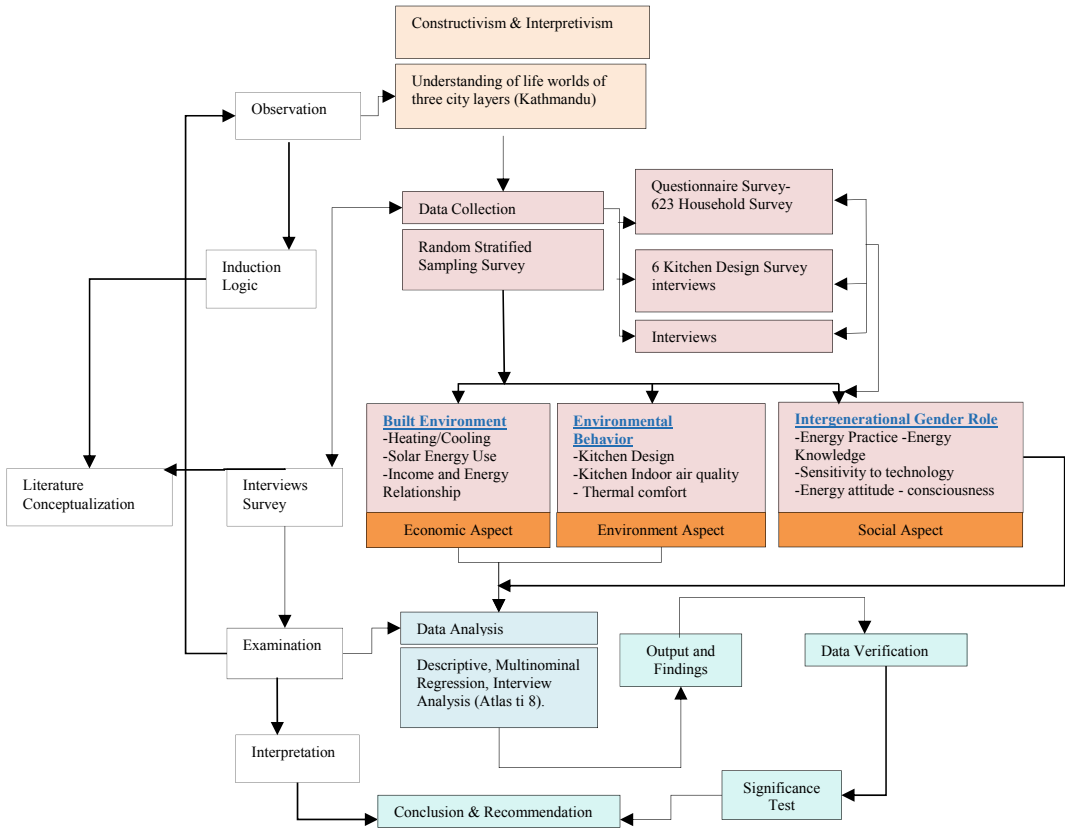 Constructivism & Interpretivism
Understanding of life worlds of
three city layers (Kathmandu)
Observation
Data Collection
Questionnaire Survey-
623 Household Survey
Random Stratified
Sampling Survey
Induction
Logic
6 Kitchen Design Survey
interviews
Interviews
Built Environment
-Heating/Cooling
-Solar Energy Use
-Income and Energy
Relationship
Economic Aspect
Environmental
Behavior
-Kitchen Design
-Kitchen Indoor air quality
- Thermal comfort
Environment Aspect
Intergenerational Gender Role
-Energy Practice -Energy
Knowledge
-Sensitivity to technology
-Energy attitude - consciousness
Social Aspect
Literature
Conceptualization
Interviews
Survey
Examination
Data Analysis
Descriptive, Multinominal
Regression, Interview
Analysis (Atlas ti 8).
Output and
Findings
Data Verification
Interpretation
Significance
Test
Conclusion & Recommendation